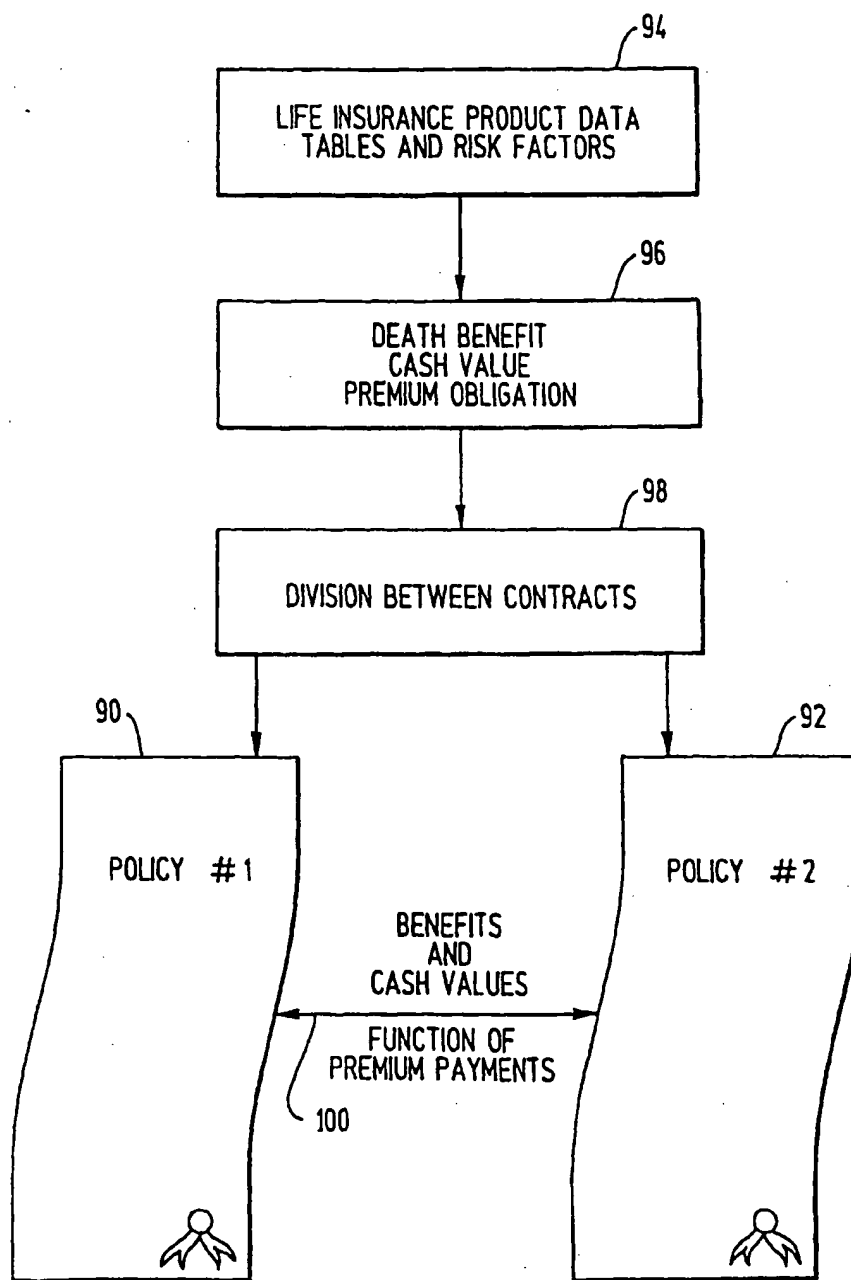 94
LIFE INSURANCE PRODUCT DATA
TABLES AND RISK FACTORS
96
DEATH BENEFIT
CASH VALUE
PREMIUM OBLIGATION
98
DIVISION BETWEEN CONTRACTS
90
92
POLICY #1
POLICY #2
BENEFITS
AND
CASH VALUES
FUNCTION OF
PREMIUM PAYMENTS
100